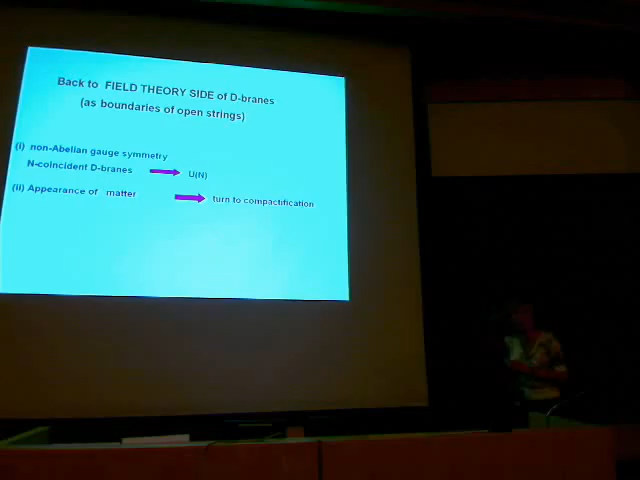 Back to FIELD THEORY SIDE of D-branes
(as boundaries of open strings)
(i) non-Abelian gauge symmetry
N-coincident D-branes U(N)
(ii) Appearance of matter turn to compactification